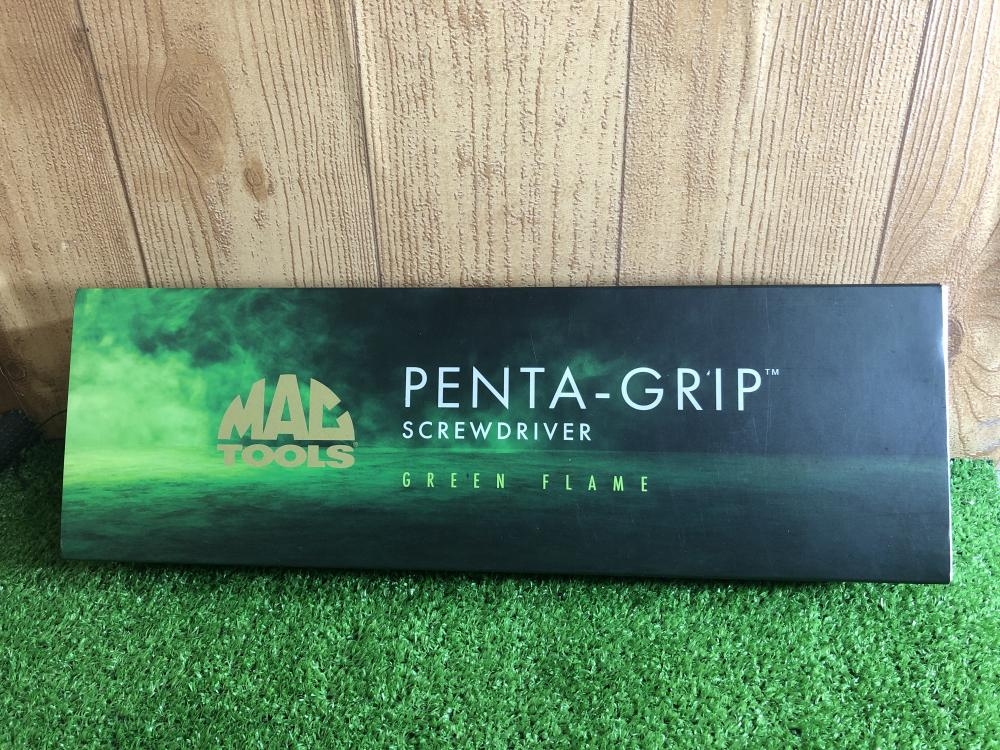 MAC
TOOLS®
PENTA-GRIP™
SCREWDRIVER
GREEN FLAME